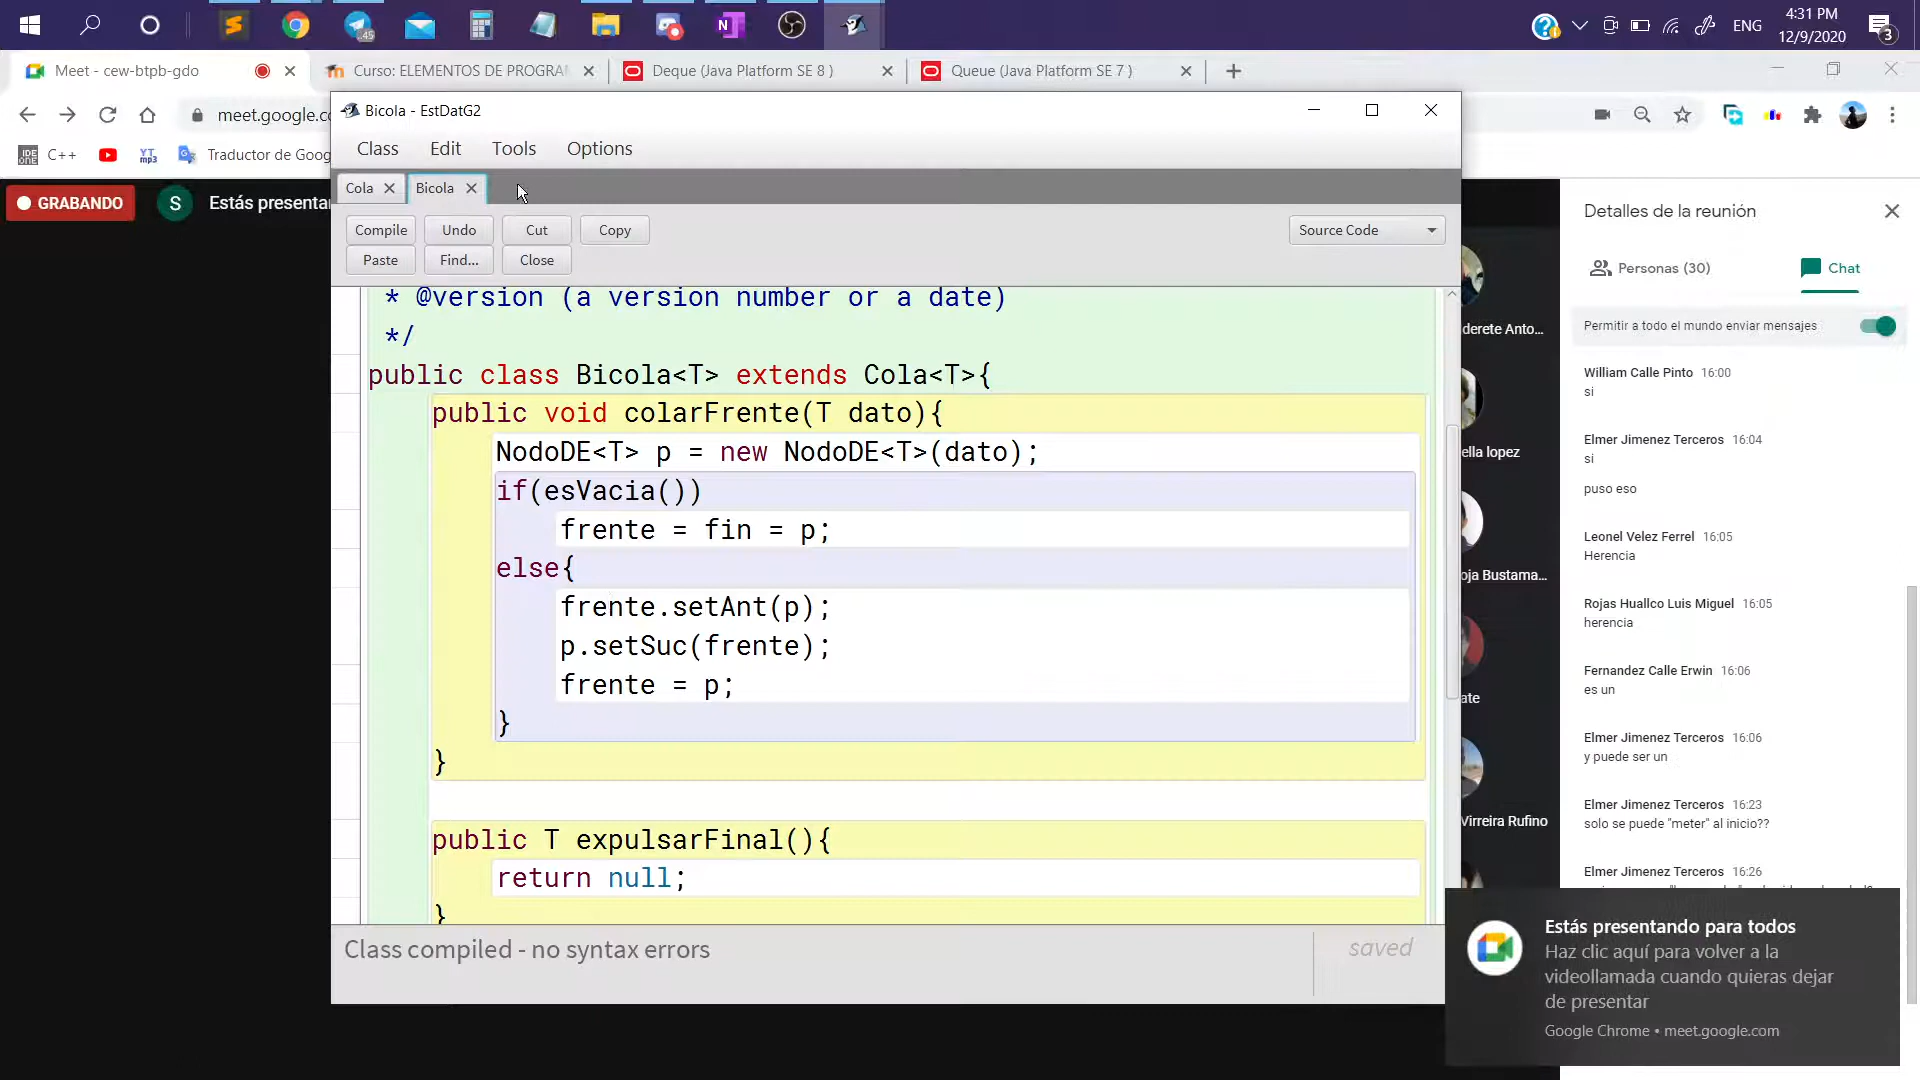 45
ENG
4:31 PM
12/9/2020
3
Meet - cew-btpb-gdo
Curso: ELEMENTOS DE PROGRA
Deque (Java Platform SE 8 )
Queue (Java Platform SE 7 )
meet.google.co
C++
YT mp3
Traductor de Goog
GRABANDO
S
Estás presenta
Bicola - EstDatG2
Class
Edit
Tools
Options
Cola
Bicola
Compile
Undo
Cut
Copy
Paste
Find...
Close
Source Code
* @version (a version number or a date)
*/
public class Bicola<T> extends Cola<T>{
public void colarFrente(T dato){
NodoDE<T> p = new NodoDE<T>(dato);
if(esVacia())
frente = fin = p;
else{
frente.setAnt(p);
p.setSuc(frente);
frente = p;
}
}
public T expulsarFinal(){
return null;
}
Class compiled - no syntax errors
saved
derete Anto...
ella lopez
oja Bustama...
ate
Virreira Rufino
Detalles de la reunión
Personas (30)
Chat
Permitir a todo el mundo enviar mensajes
William Calle Pinto 16:00
si
Elmer Jimenez Terceros 16:04
si
puso eso
Leonel Velez Ferrel 16:05
Herencia
Rojas Huallco Luis Miguel 16:05
herencia
Fernandez Calle Erwin 16:06
es un
Elmer Jimenez Terceros 16:06
y puede ser un
Elmer Jimenez Terceros 16:23
solo se puede "meter" al inicio??
Elmer Jimenez Terceros 16:26
Estás presentando para todos
Haz clic aquí para volver a la
videollamada cuando quieras dejar
de presentar
Google Chrome • meet.google.com